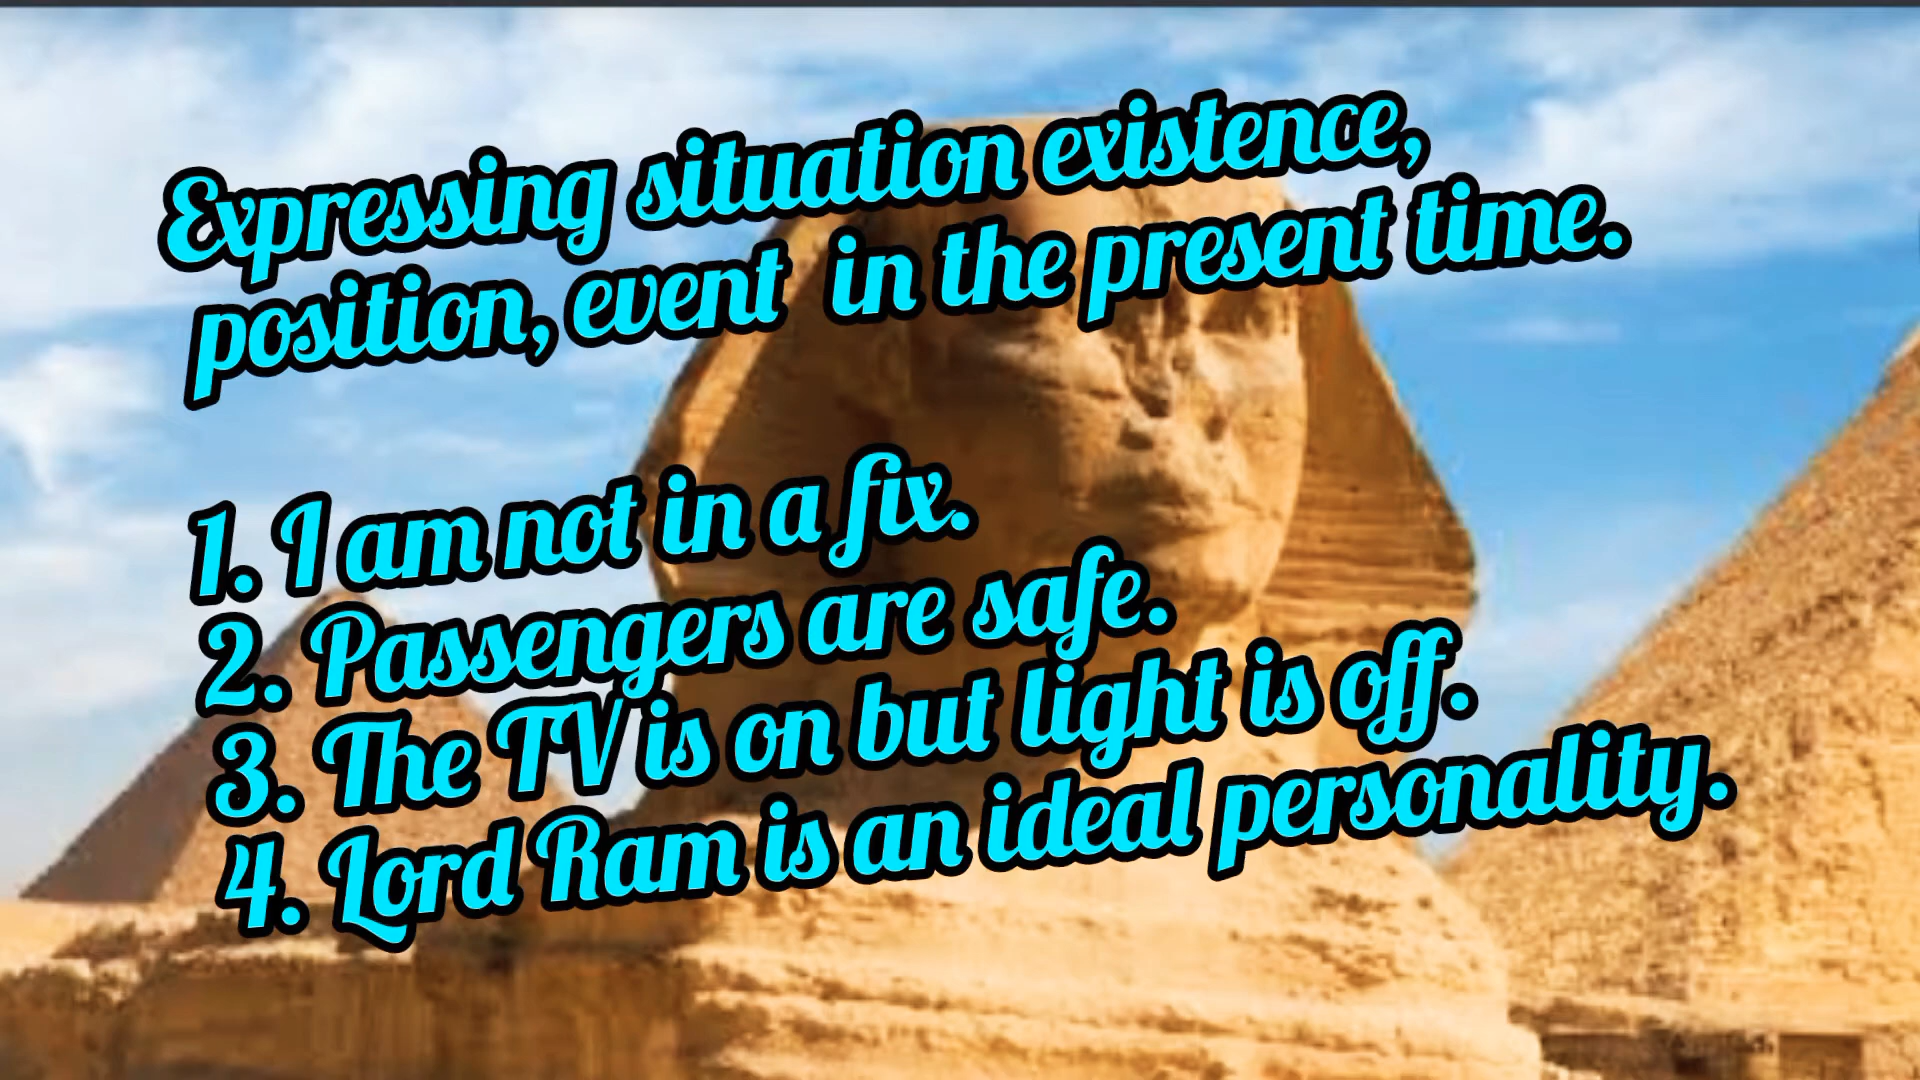 Expressing situation existence,
position, event in the present time.
1. I am not in a fix.
2. Passengers are safe.
3. The TV is on but light is off.
4. Lord Ram is an ideal personality.